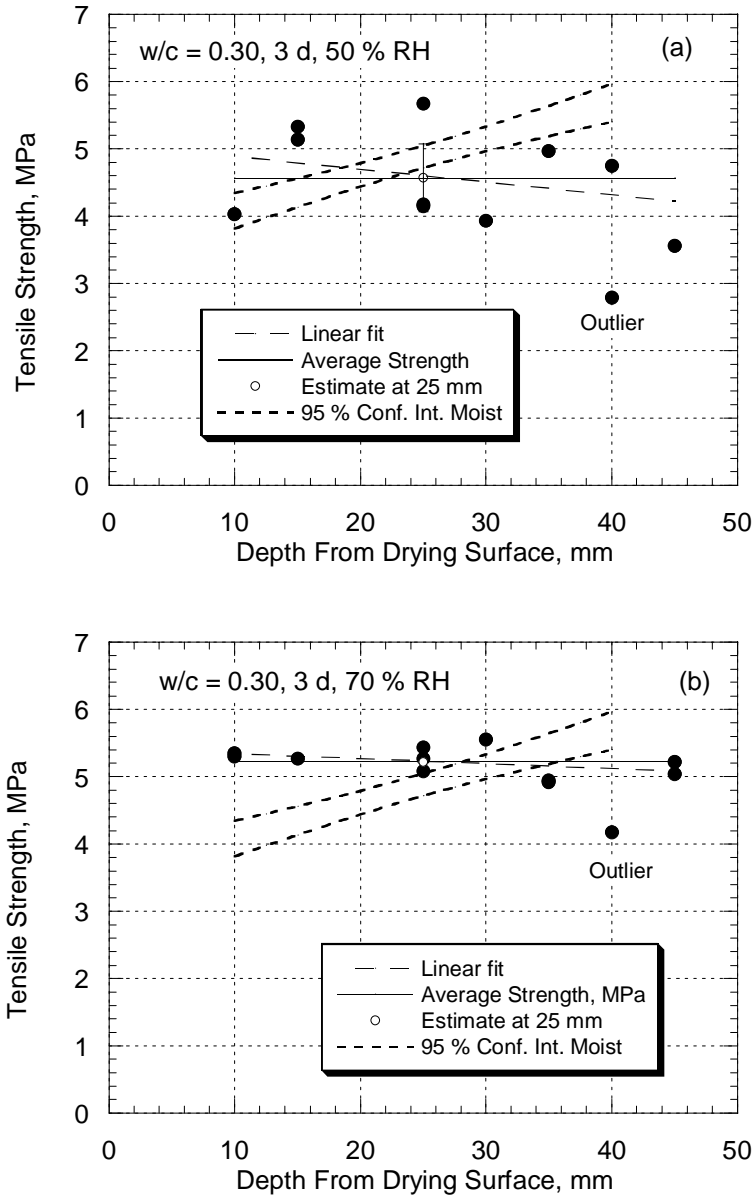 7
w/c = 0.30, 3 d, 50 % RH
(a)
6
5
4
3
2
1
0
Tensile Strength, MPa
Outlier
Linear fit
Average Strength
Estimate at 25 mm
95 % Conf. Int. Moist
0 10 20 30 40 50
Depth From Drying Surface, mm
7
w/c = 0.30, 3 d, 70 % RH
(b)
6
5
4
3
2
1
0
Tensile Strength, MPa
Outlier
Linear fit
Average Strength, MPa
Estimate at 25 mm
95 % Conf. Int. Moist
0 10 20 30 40 50
Depth From Drying Surface, mm